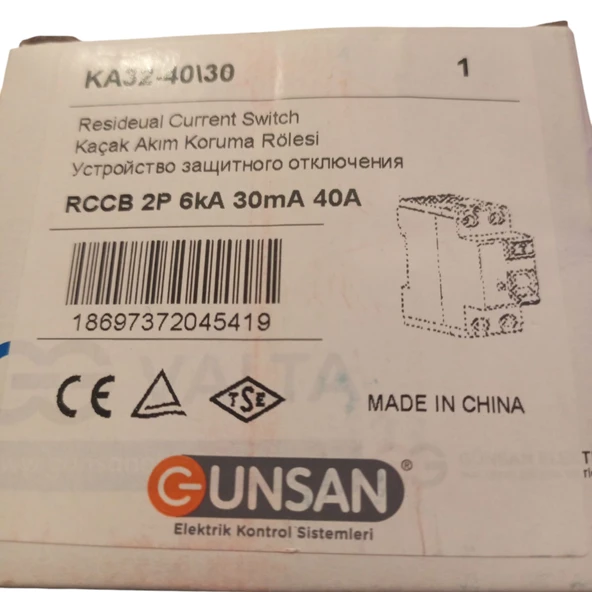 KA32-40\30 1
Resideual Current Switch
Kaçak Akım Koruma Rölesi
Устройство защитного отключения
RCCB 2P 6kA 30mA 40A
18697372045419
CE TSE MADE IN CHINA
GUNSAN®
Elektrik Kontrol Sistemleri